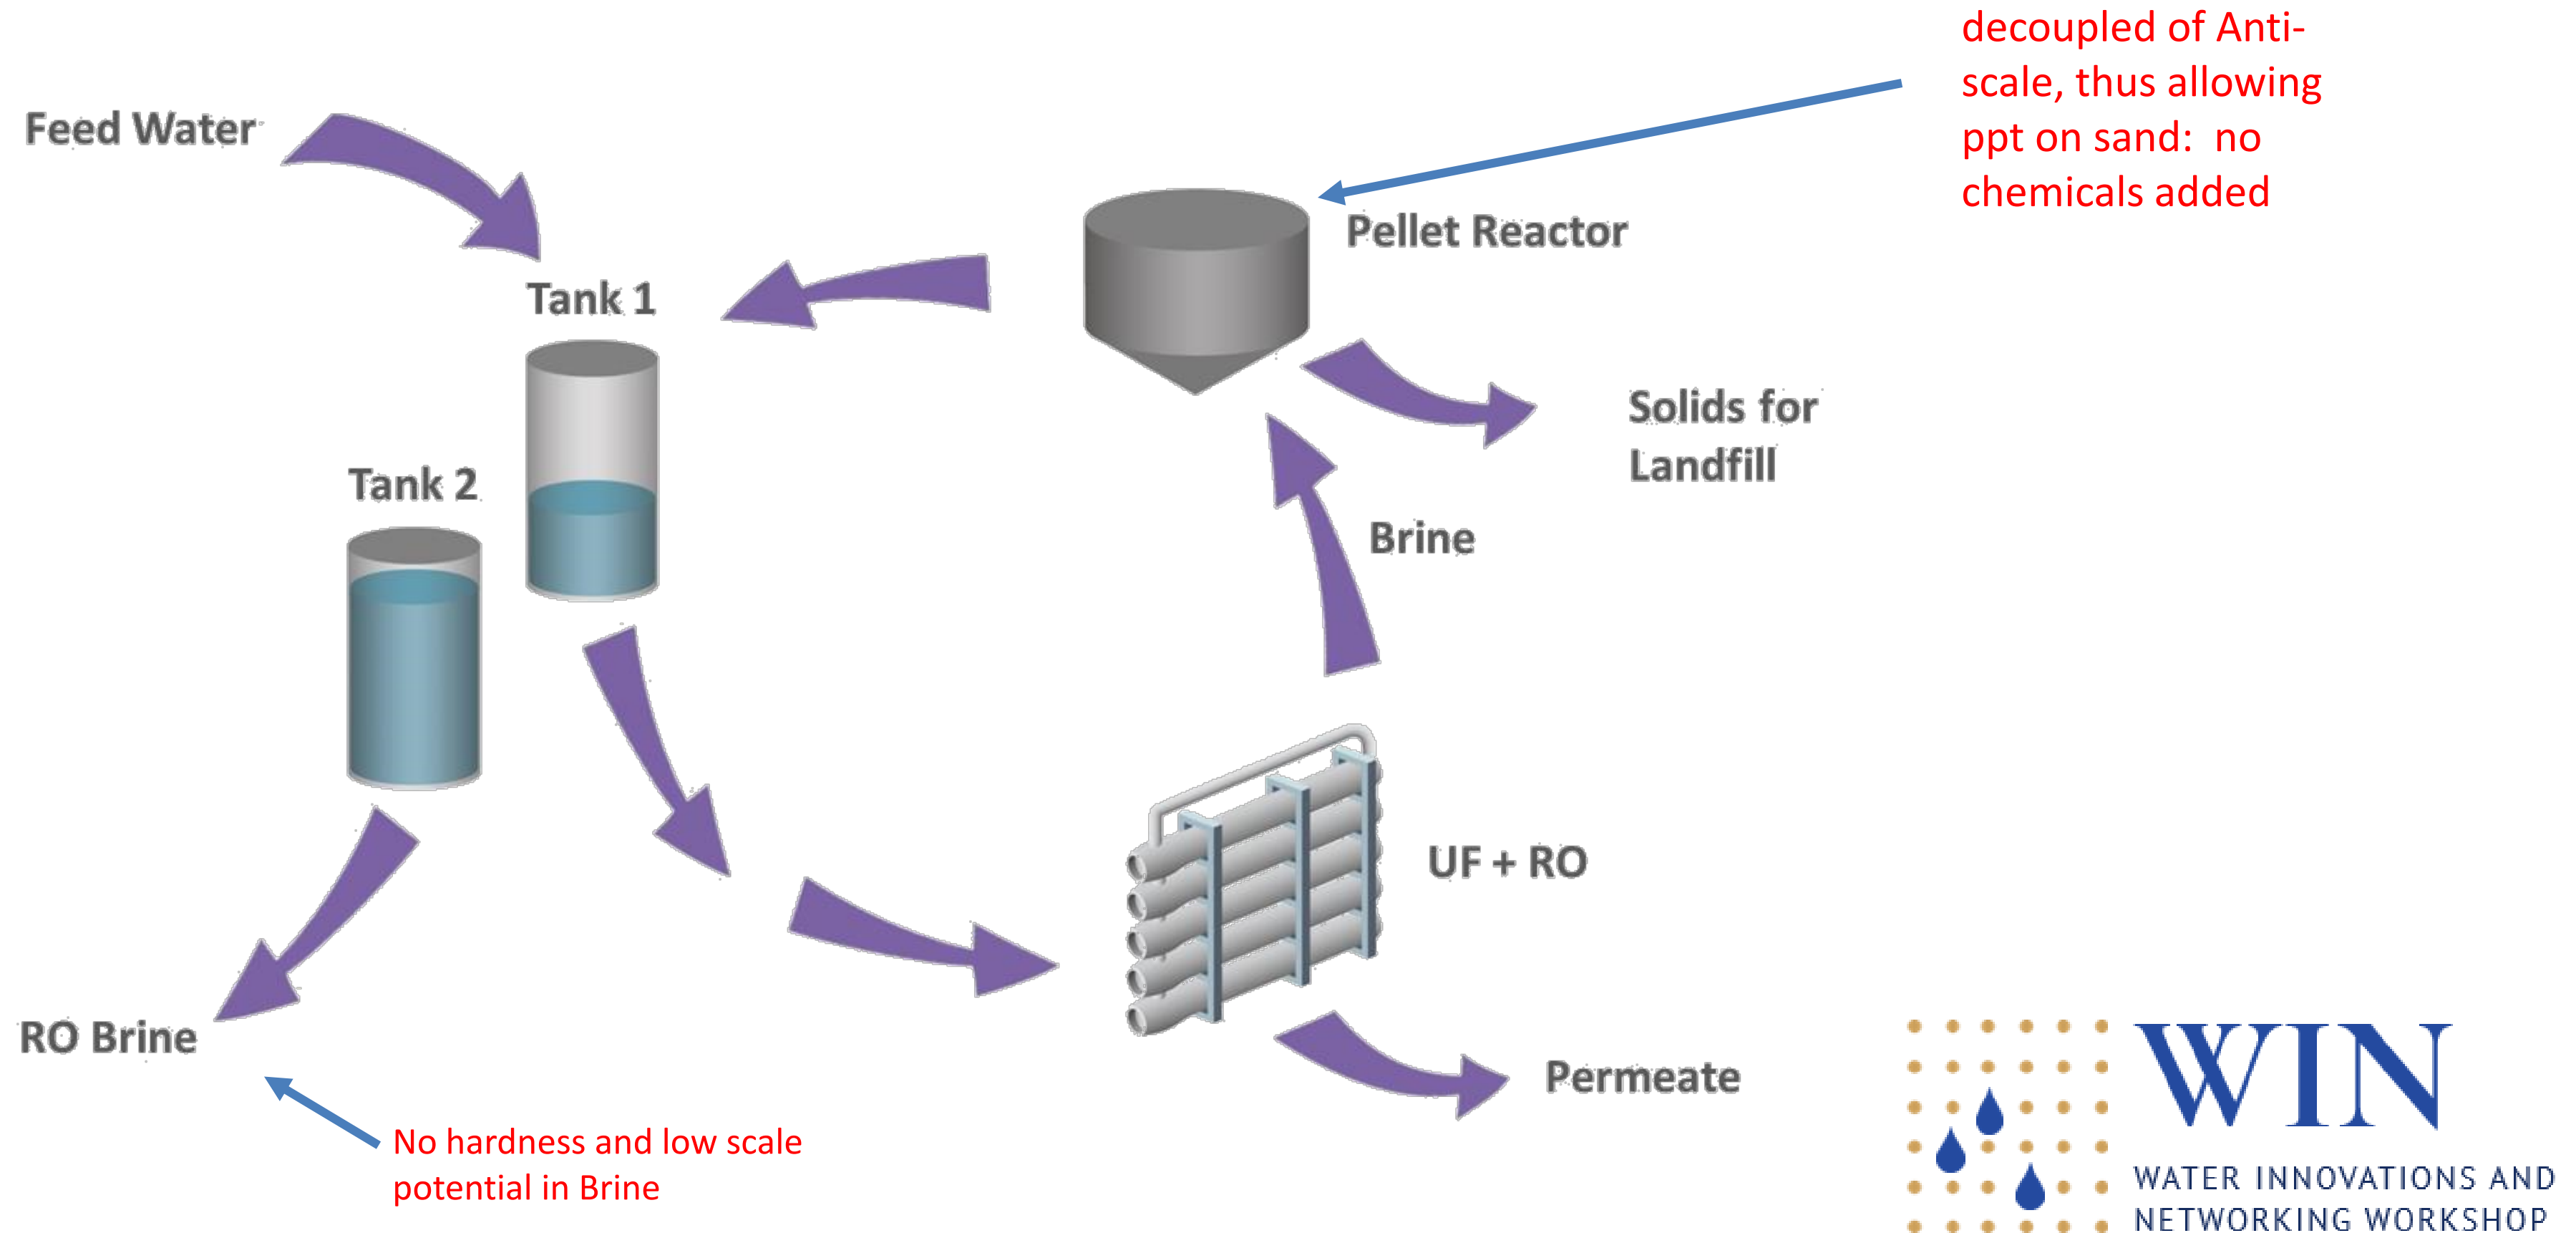 decoupled of Anti-
scale, thus allowing
ppt on sand:  no
chemicals added
Feed Water
Pellet Reactor
Tank 1
Solids for
Landfill
Tank 2
Brine
UF + RO
RO Brine
Permeate
No hardness and low scale
potential in Brine
WIN
WATER INNOVATIONS AND
NETWORKING WORKSHOP